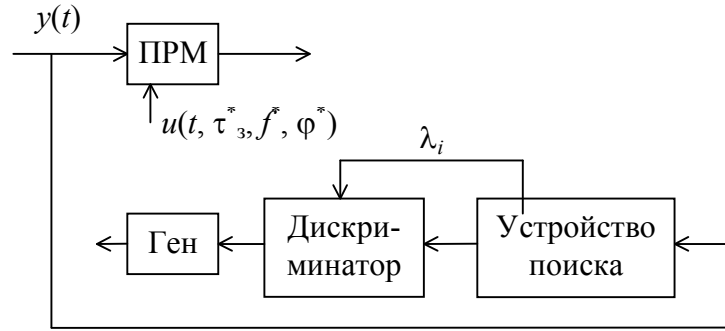 y(t)
ПРМ
u(t, τ*з, f*, φ*)
λi
Ген
Дискри-
минатор
Устройство
поиска